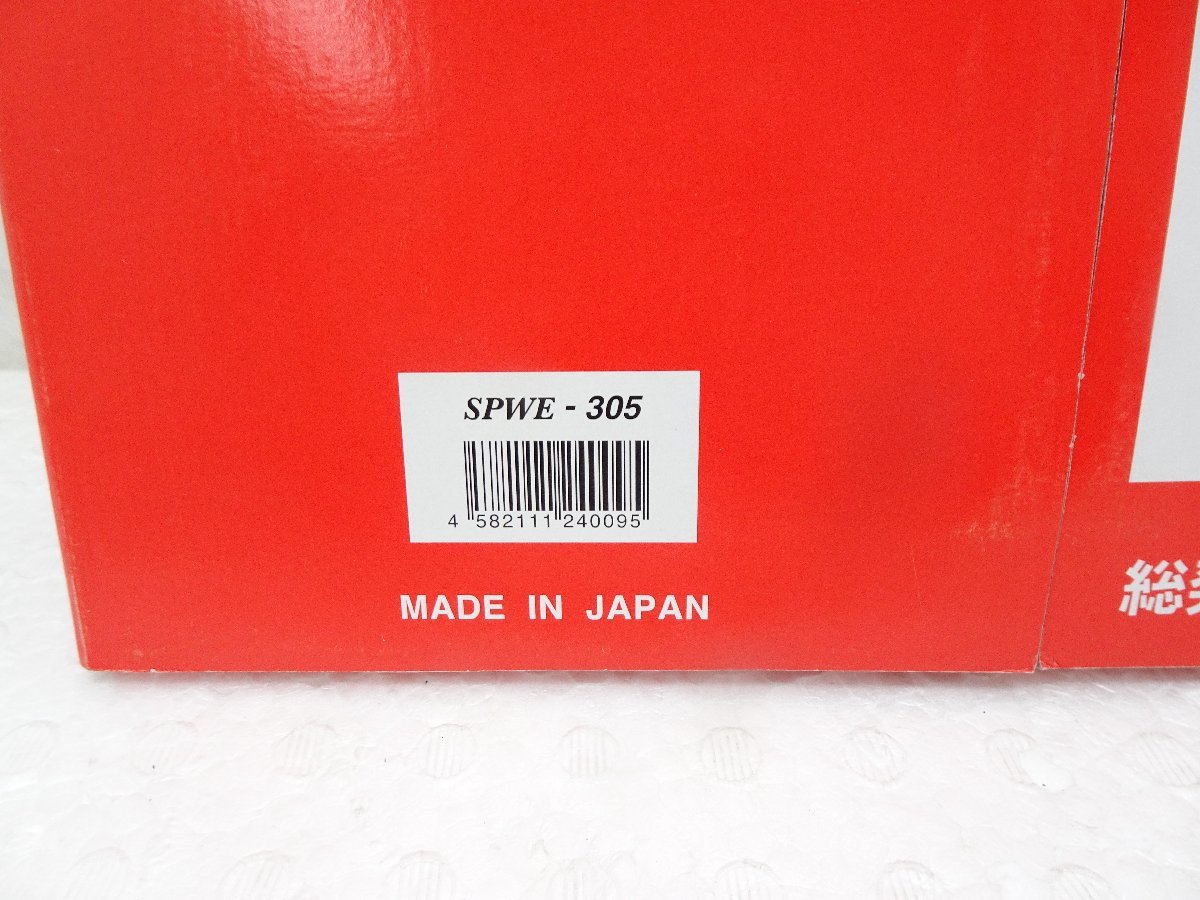 SPWE - 305
4 582111 240095
MADE IN JAPAN
総